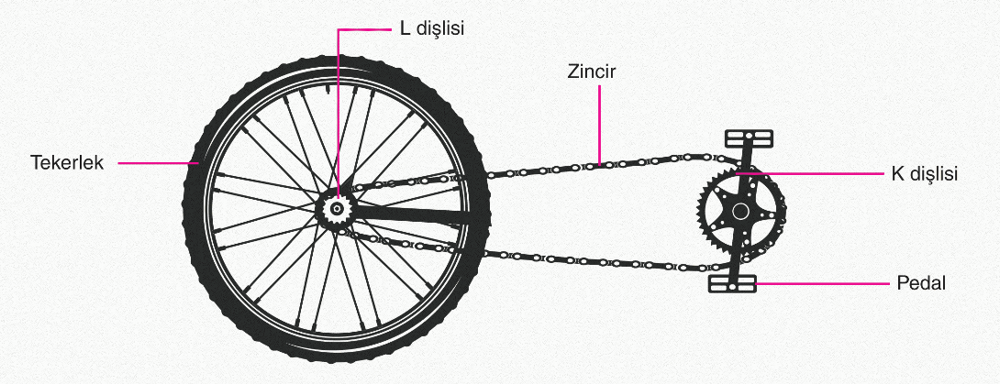 L dişlisi
Zincir
Tekerlek
K dişlisi
Pedal